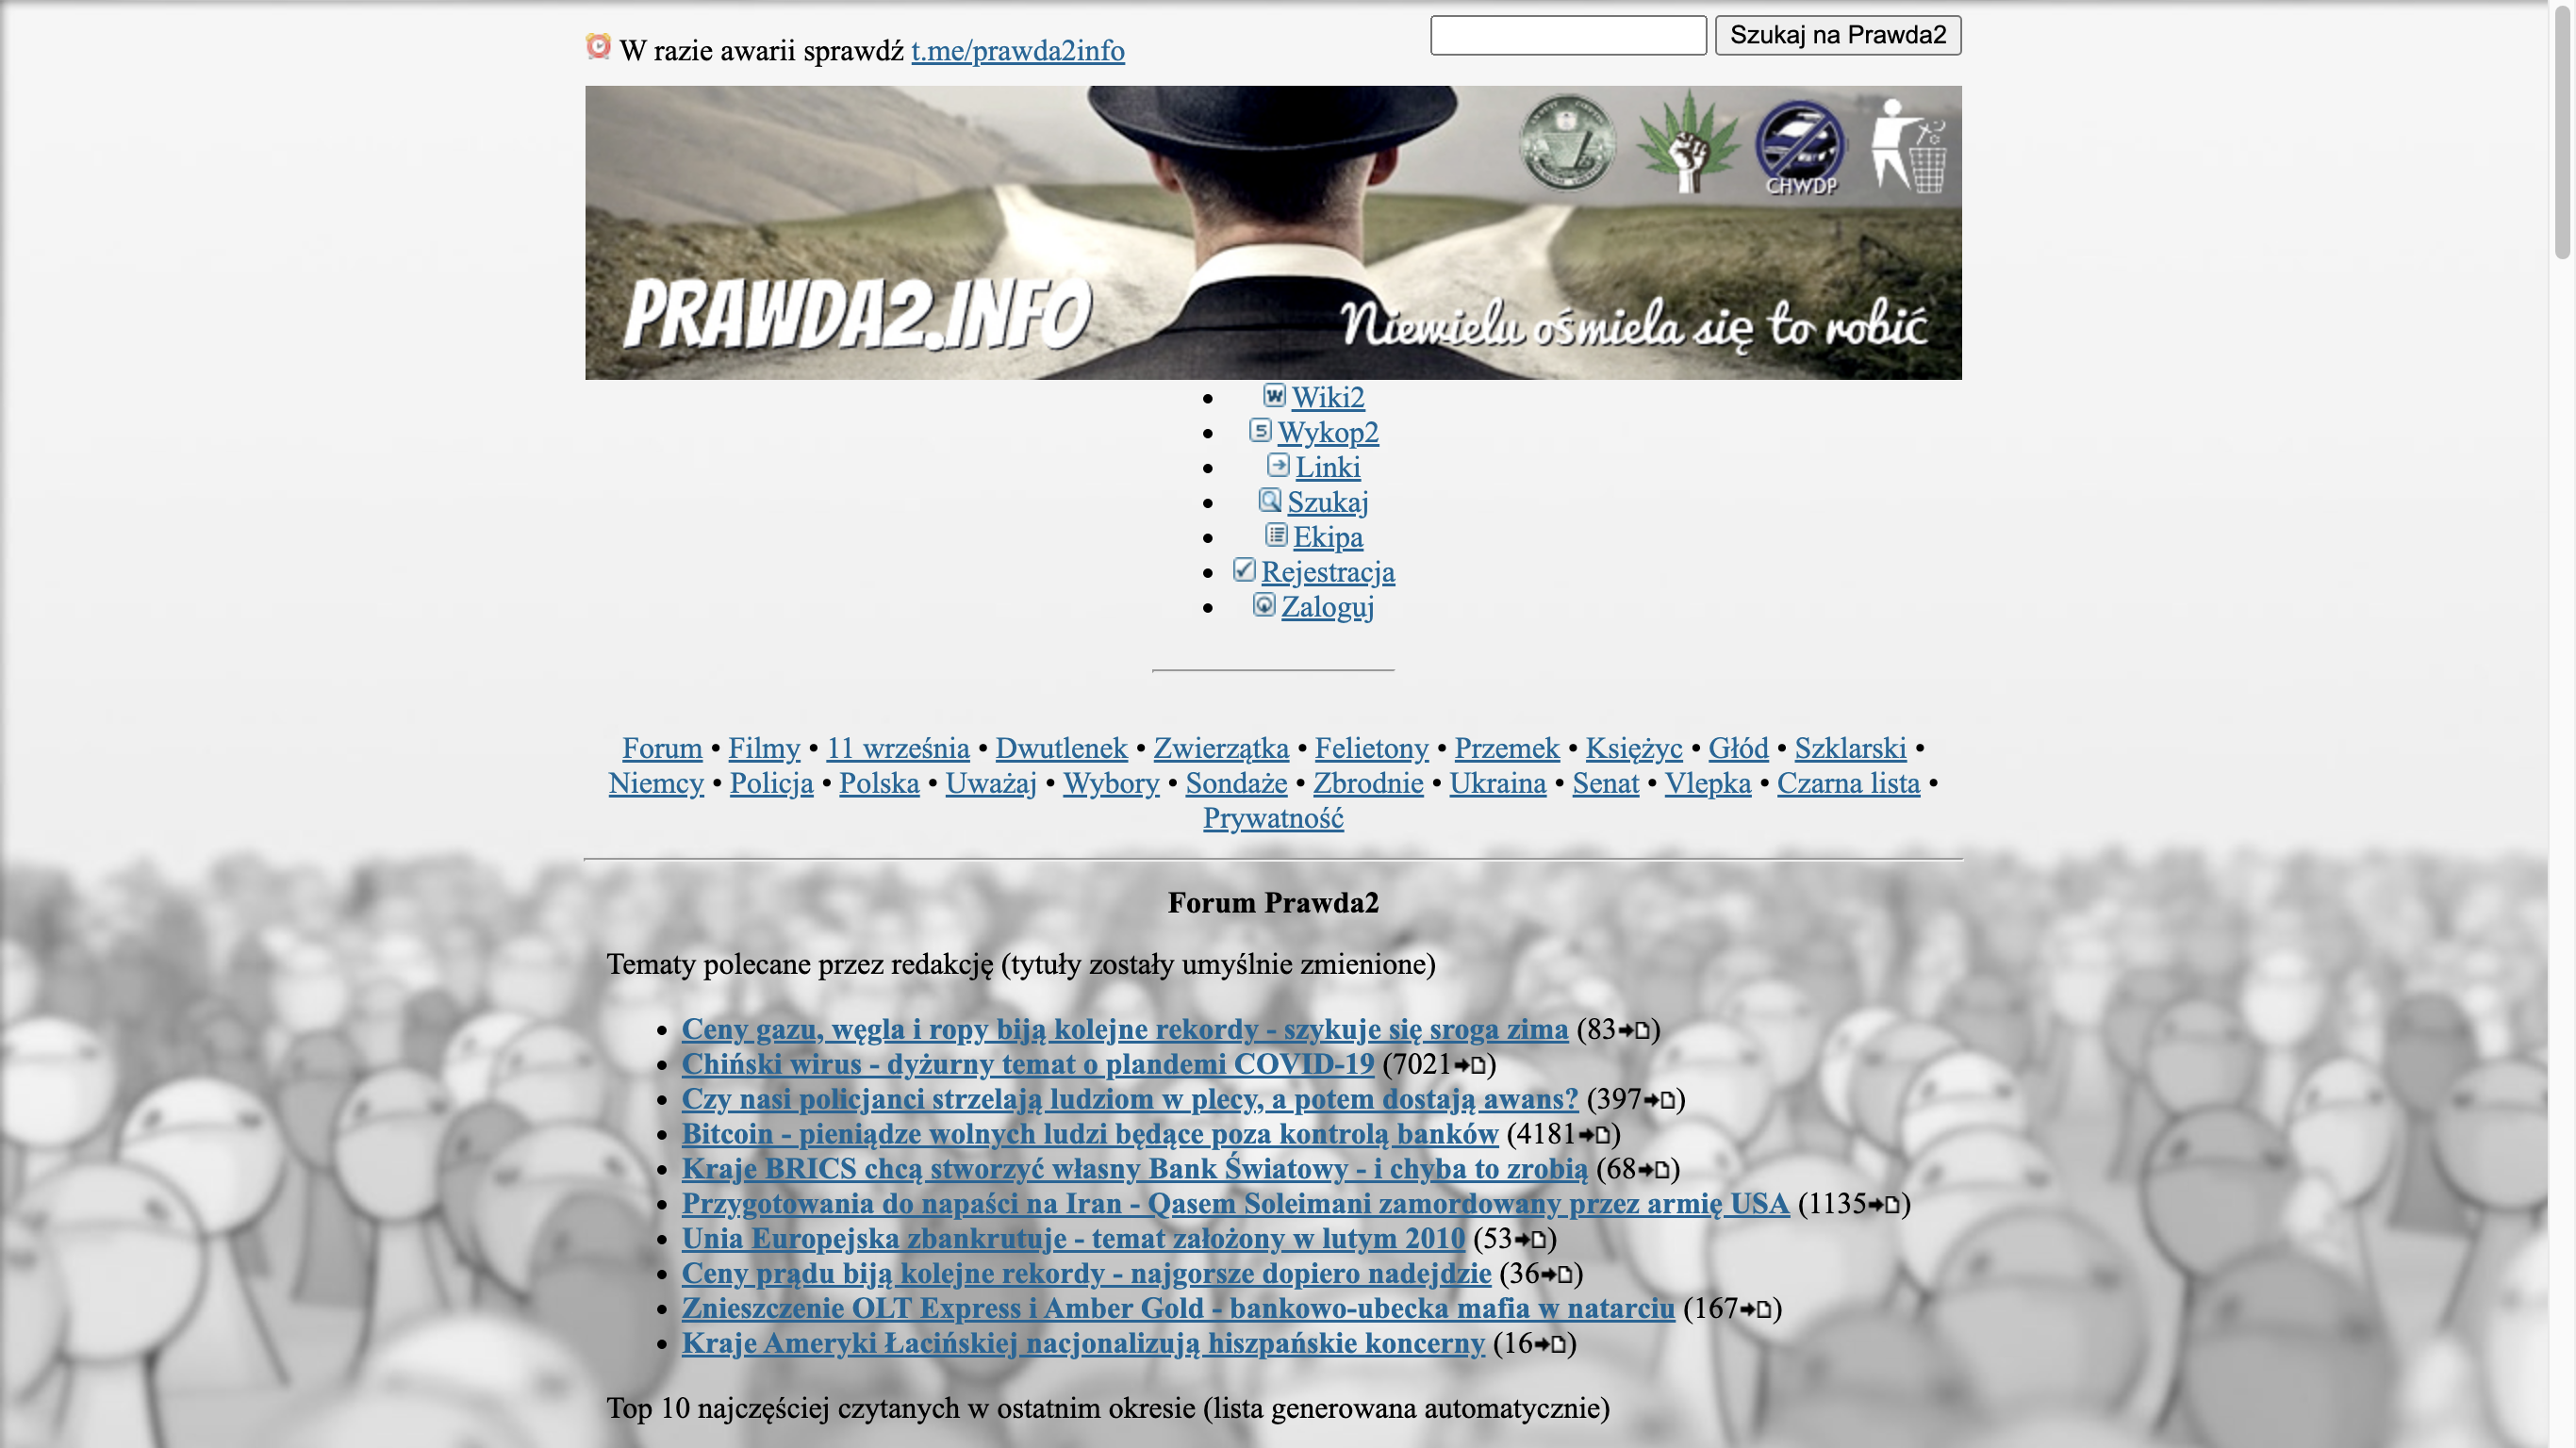 W razie awarii sprawdź t.me/prawda2info
Szukaj na Prawda2
CHWDP
PRAWDA2.INFO
Niewielu ośmiela się to robić
Wiki2
Wykop2
Linki
Szukaj
Ekipa
Rejestracja
Zaloguj
Forum • Filmy • 11 września • Dwutlenek • Zwierzątka • Felietony • Przemek • Księżyc • Głód • Szklarski •
Niemcy • Policja • Polska • Uważaj • Wybory • Sondaże • Zbrodnie • Ukraina • Senat • Vlepka • Czarna lista •
Prywatność
Forum Prawda2
Tematy polecane przez redakcję (tytuły zostały umyślnie zmienione)
• Ceny gazu, węgla i ropy biją kolejne rekordy - szykuje się sroga zima (83)
• Chiński wirus - dyżurny temat o plandemi COVID-19 (7021)
• Czy nasi policjanci strzelają ludziom w plecy, a potem dostają awans? (397)
• Bitcoin - pieniądze wolnych ludzi będące poza kontrolą banków (4181)
• Kraje BRICS chcą stworzyć własny Bank Światowy - i chyba to zrobią (68)
• Przygotowania do napaści na Iran - Qasem Soleimani zamordowany przez armię USA (1135)
• Unia Europejska zbankrutuje - temat założony w lutym 2010 (53)
• Ceny prądu biją kolejne rekordy - najgorsze dopiero nadejdzie (36)
• Znieszczenie OLT Express i Amber Gold - bankowo-ubecka mafia w natarciu (167)
• Kraje Ameryki Łacińskiej nacjonalizują hiszpańskie koncerny (16)
Top 10 najczęściej czytanych w ostatnim okresie (lista generowana automatycznie)